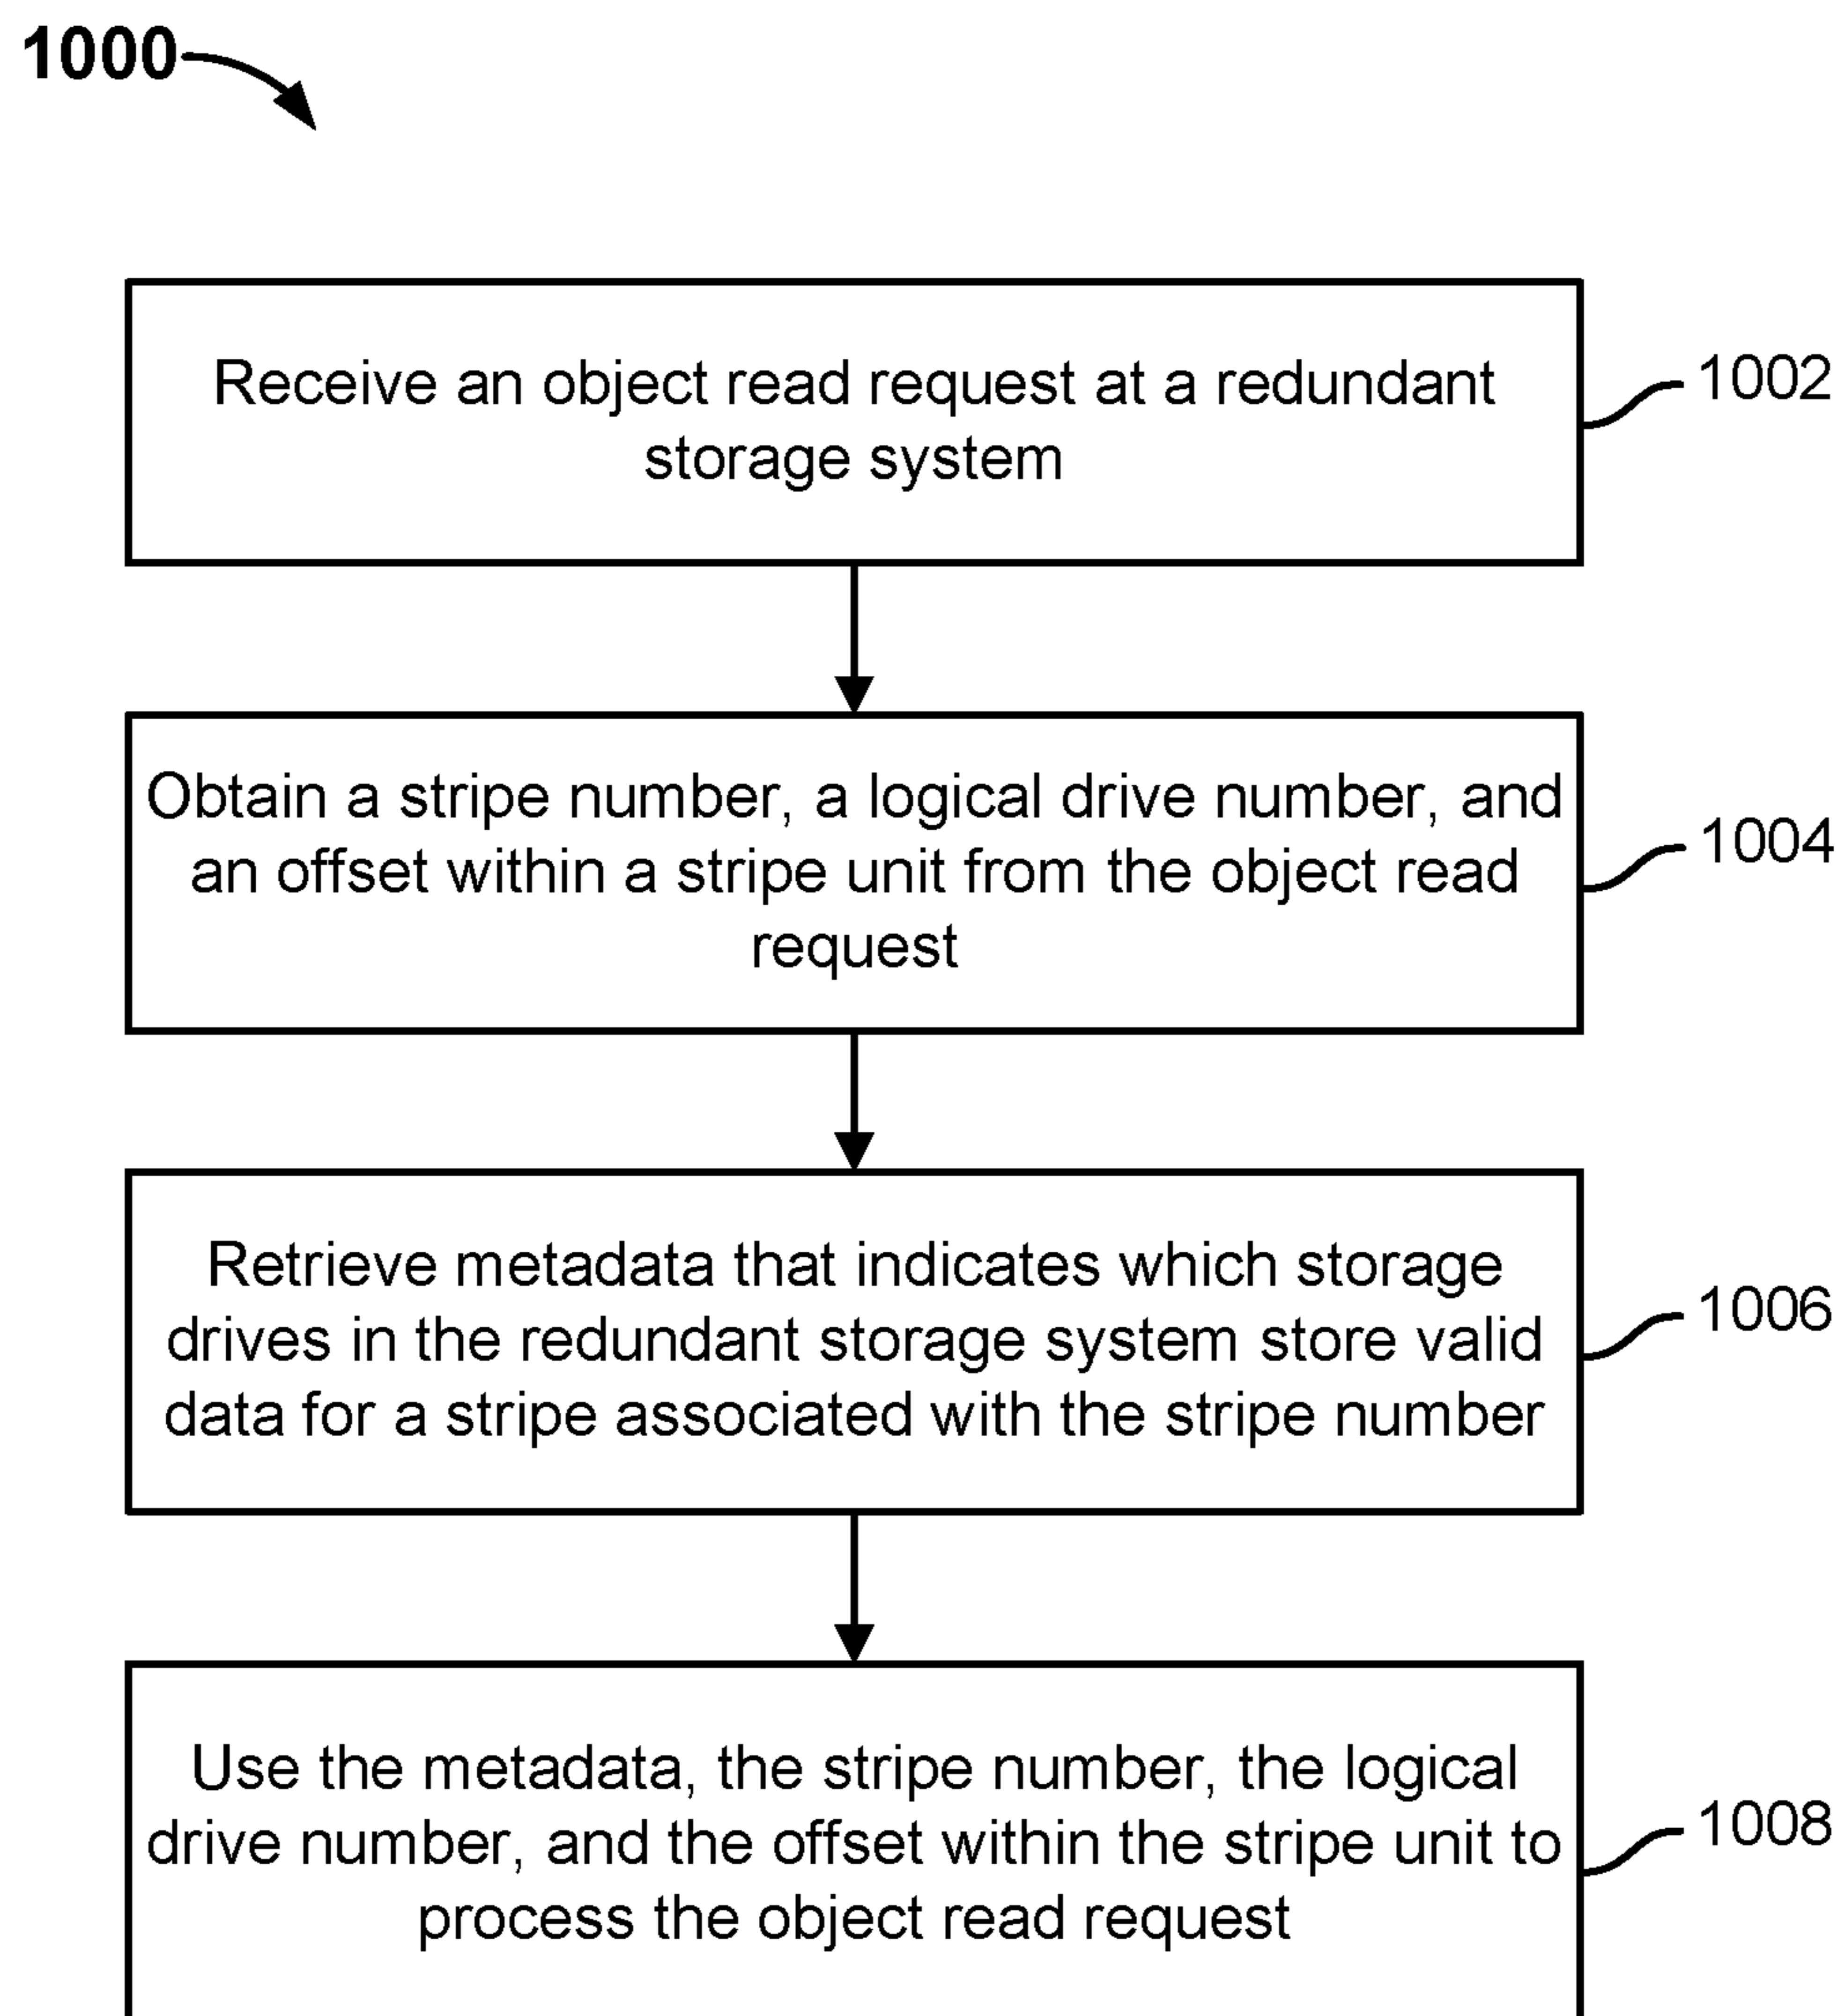 1000
Receive an object read request at a redundant
storage system
1002
Obtain a stripe number, a logical drive number, and
an offset within a stripe unit from the object read
request
1004
Retrieve metadata that indicates which storage
drives in the redundant storage system store valid
data for a stripe associated with the stripe number
1006
Use the metadata, the stripe number, the logical
drive number, and the offset within the stripe unit to
process the object read request
1008